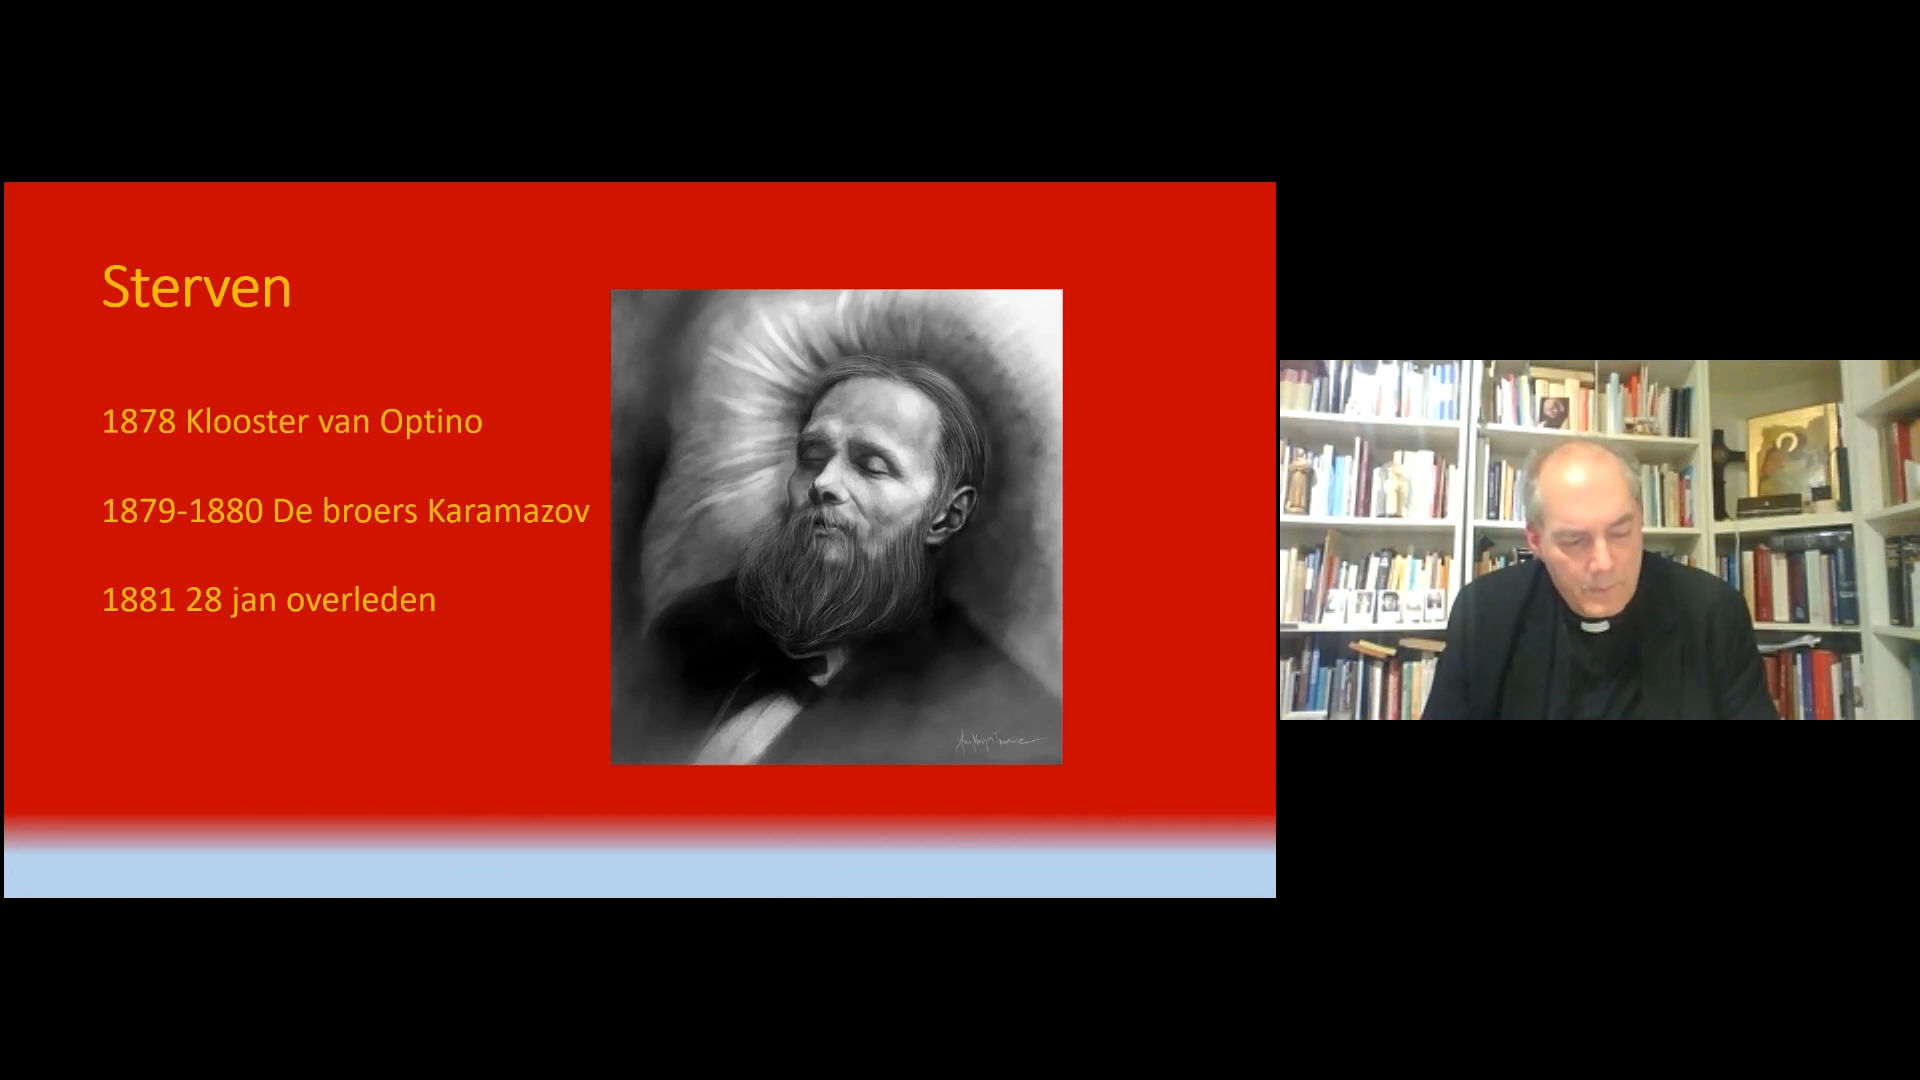 Sterven
1878 Klooster van Optino
1879-1880 De broers Karamazov
1881 28 jan overleden